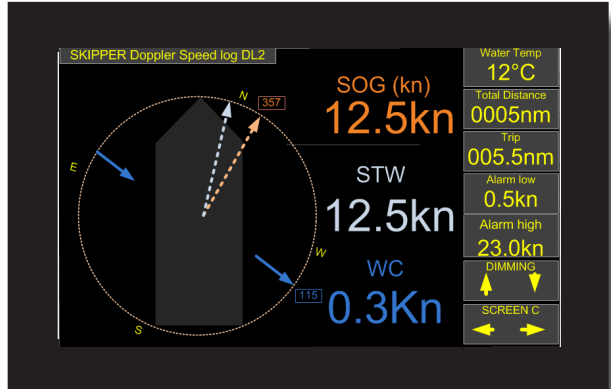 SKIPPER Doppler Speed log DL2
N
357
E
W
115
S
SOG (kn)
12.5kn
STW
12.5kn
WC
0.3Kn
Water Temp
12°C
Total Distance
0005nm
Trip
005.5nm
Alarm low
0.5kn
Alarm high
23.0kn
DIMMING
SCREEN C